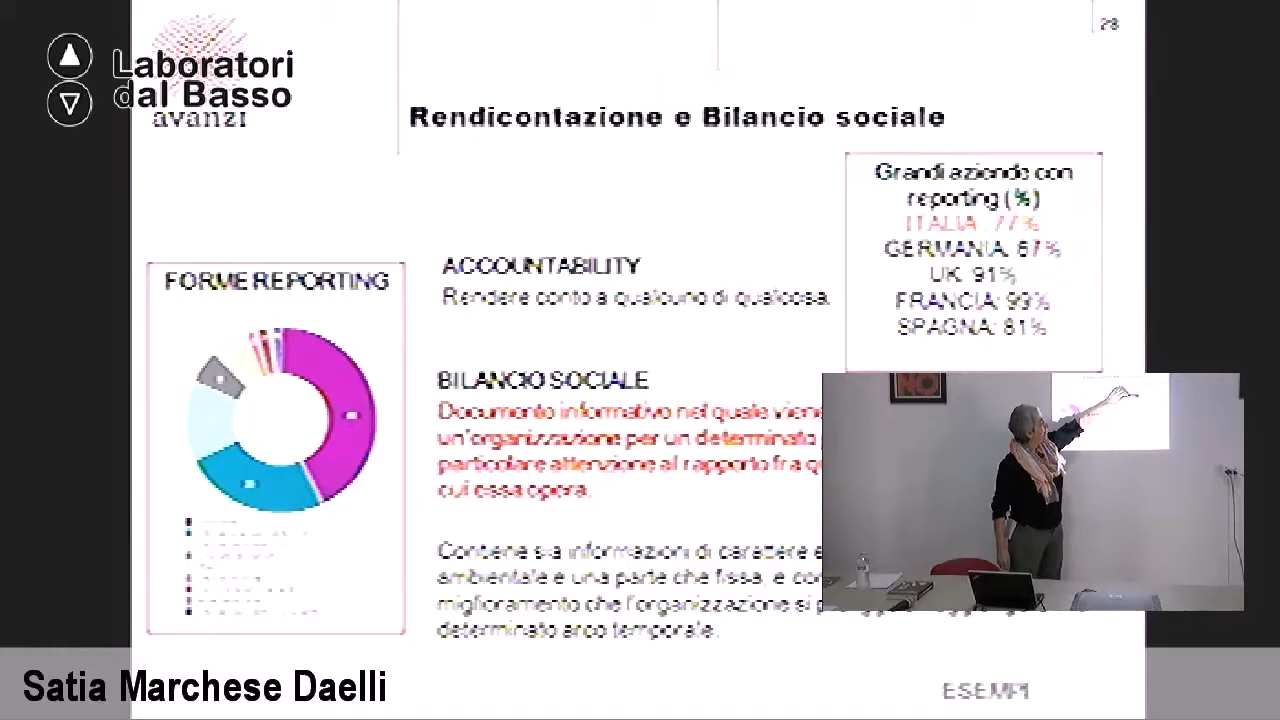 28
Laboratori
dal Basso
avanzi
Rendicontazione e Bilancio sociale
Grandi aziende con
reporting (%)
ITALIA: 77%
GERMANIA: 67%
UK: 91%
FRANCIA: 99%
SPAGNA: 81%
FORME REPORTING
ACCOUNTABILITY
Rendere conto a qualcuno di qualcosa.
BILANCIO SOCIALE
Documento informativo nel quale viene
un'organizzazione per un determinato
particolare attenzione al rapporto fra
cui essa opera.
Contiene sia informazioni di carattere
ambientale e una parte che fissa, e
miglioramento che l'organizzazione si
determinato arco temporale.
NO
Satia Marchese Daelli
ESEMPI